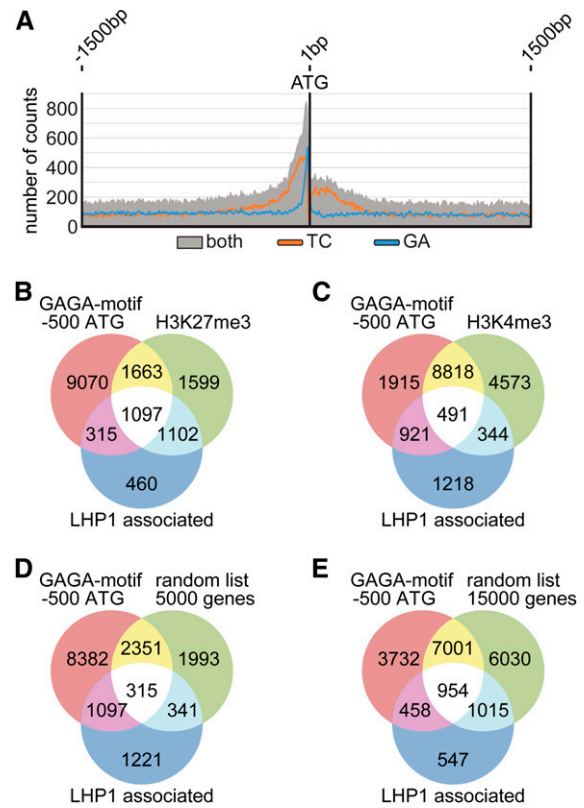 A
-1500bp
1bp
1500bp
ATG
number of counts
800
600
400
200
0
both
TC
GA
B
GAGA-motif
-500 ATG
H3K27me3
9070
1663
1599
1097
315
1102
460
LHP1 associated
C
GAGA-motif
-500 ATG
H3K4me3
1915
8818
4573
491
921
344
1218
LHP1 associated
D
GAGA-motif
-500 ATG
random list
5000 genes
8382
2351
1993
315
1097
341
1221
LHP1 associated
E
GAGA-motif
-500 ATG
random list
15000 genes
3732
7001
6030
954
458
1015
547
LHP1 associated